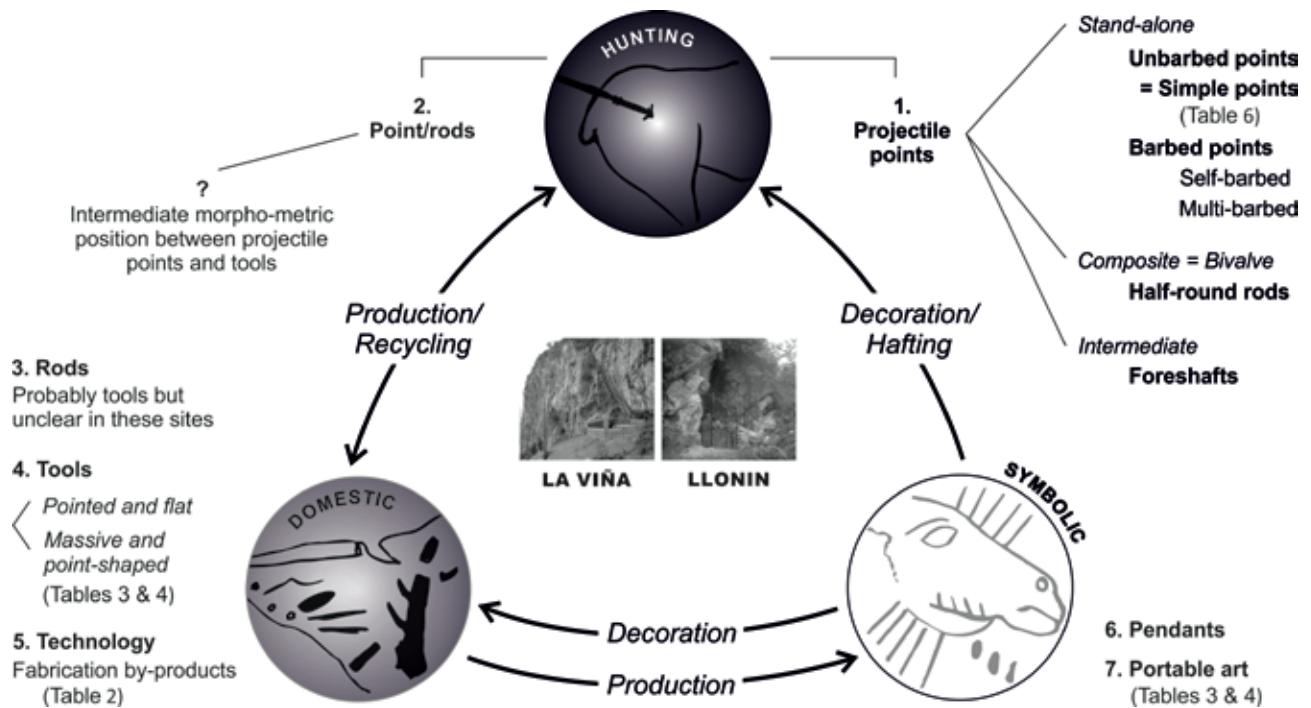 HUNTING
2.
Point/rods
?
Intermediate morpho-metric
position between projectile
points and tools
1.
Projectile
points
Stand-alone
Unbarbed points
= Simple points
(Table 6)
Barbed points
Self-barbed
Multi-barbed
Composite = Bivalve
Half-round rods
Intermediate
Foreshafts
Production/
Recycling
Decoration/
Hafting
LA VIÑA
LLONIN
3. Rods
Probably tools but
unclear in these sites
4. Tools
Pointed and flat
Massive and
point-shaped
(Tables 3 & 4)
5. Technology
Fabrication by-products
(Table 2)
DOMESTIC
SYMBOLIC
Decoration
Production
6. Pendants
7. Portable art
(Tables 3 & 4)